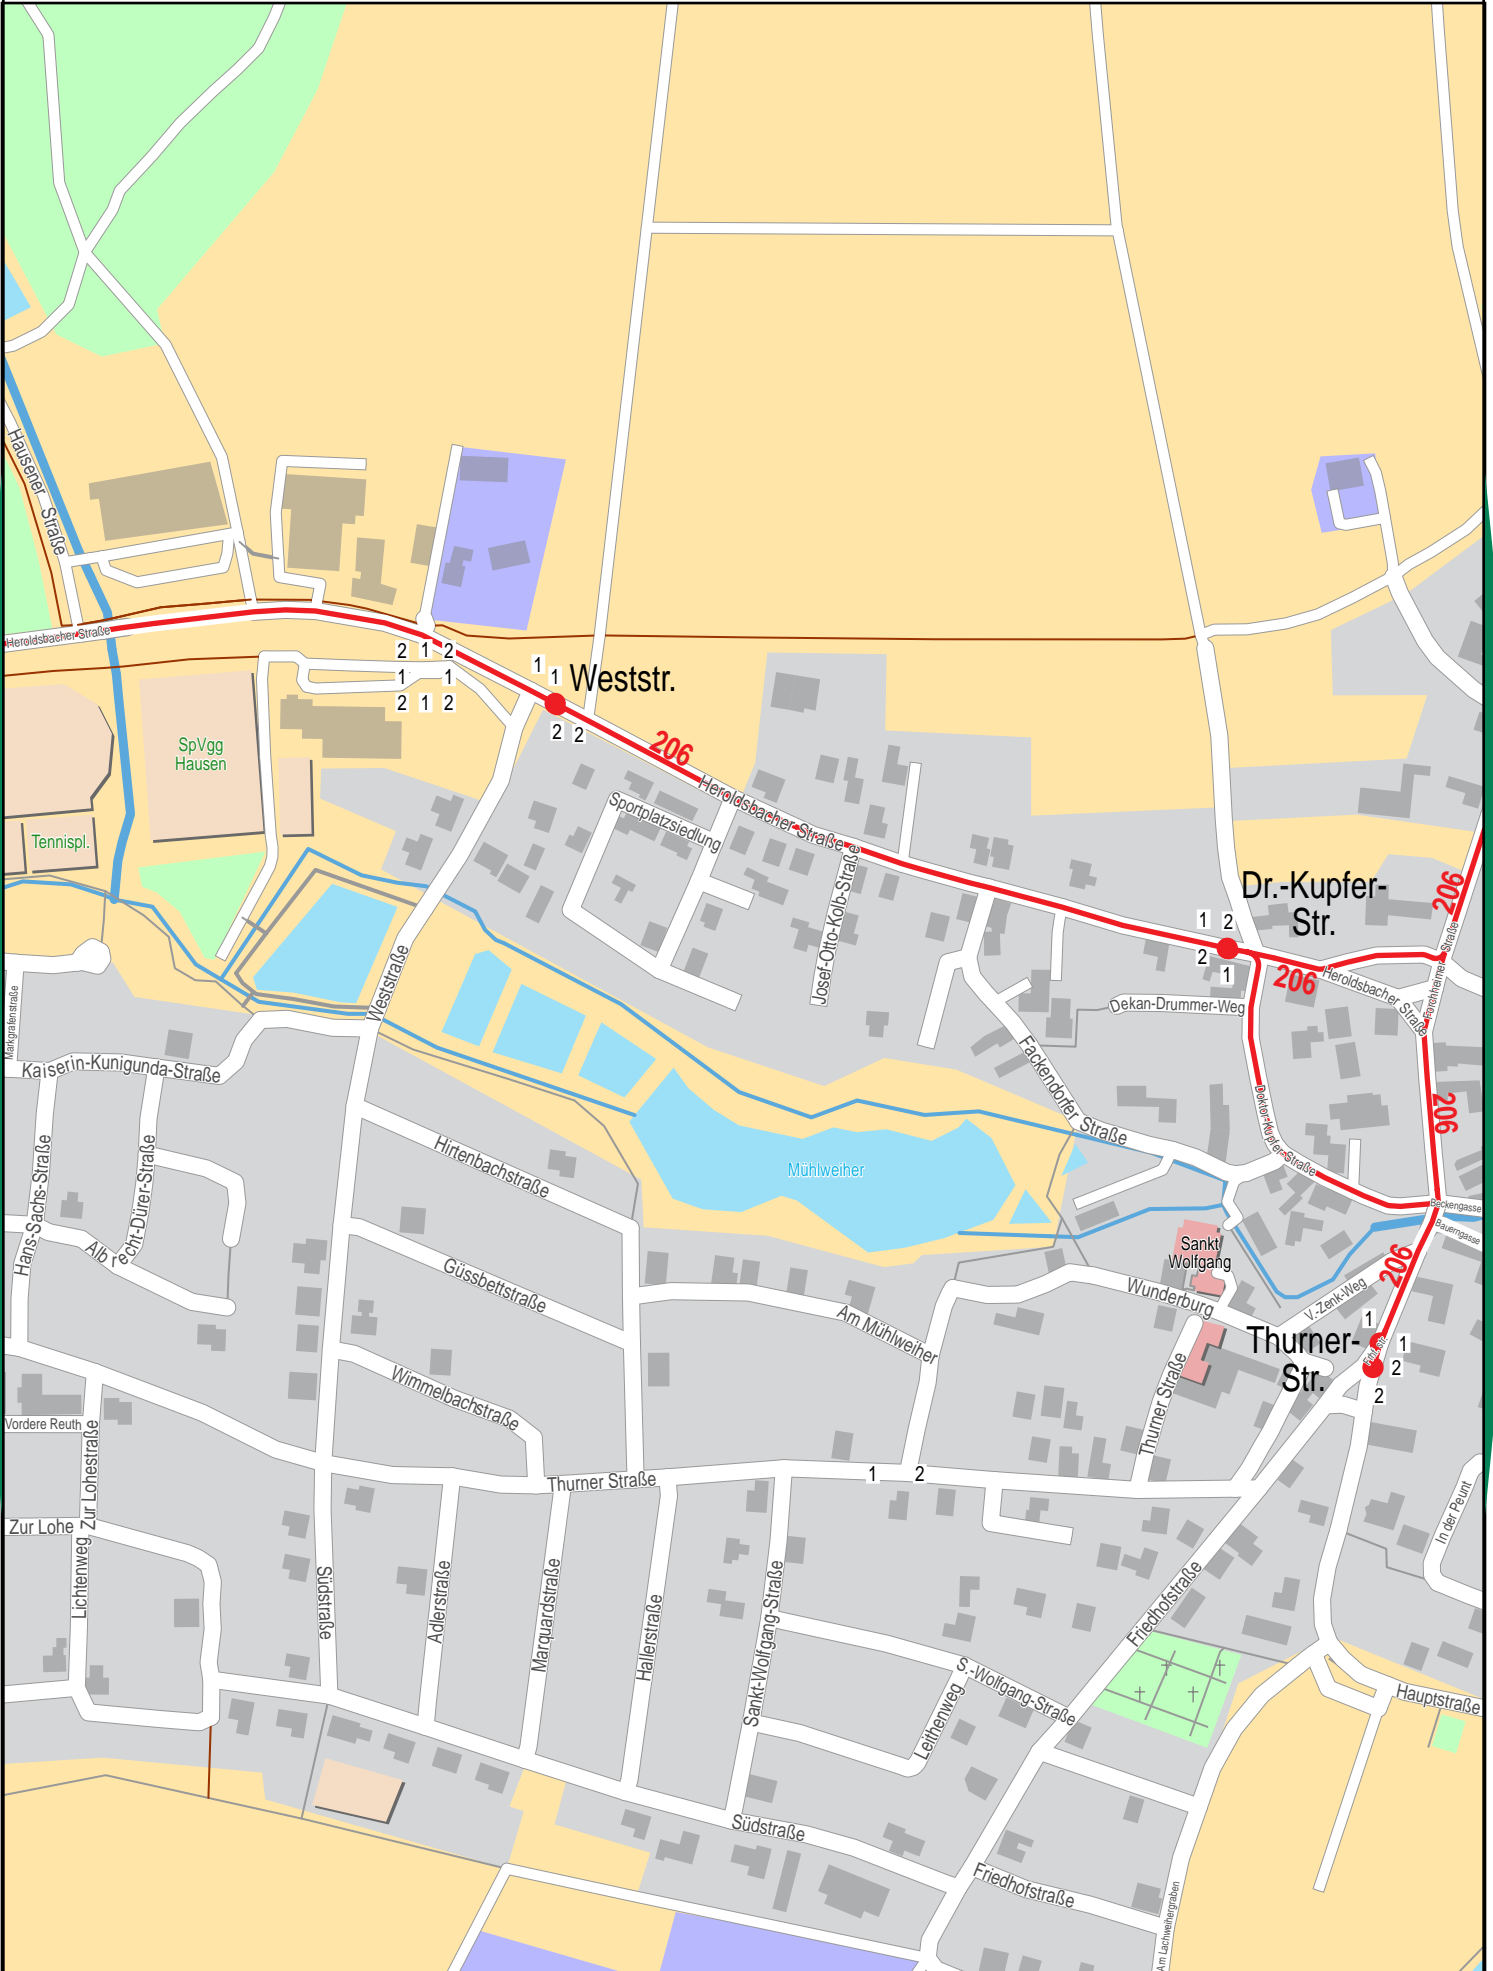 Hausener Straße
Heroldsbacher Straße
2 1 2
1 1
2 1 2
1
1
Weststr.
2 2
206
SpVgg
Hausen
Tennispl.
Sportplatzsiedlung
Heroldsbacher Straße
Josef-Otto-Kolb-Straße
Dr.-Kupfer-
Str.
1 2
2
1
206
206
Heroldsbacher Straße
Forchheimer Straße
Dekan-Drummer-Weg
Weststraße
Markgrafenstraße
Kaiserin-Kunigunda-Straße
Fackendorfer Straße
Doktor-Kupfer-Straße
206
Hans-Sachs-Straße
Albrecht-Dürer-Straße
Hirtenbachstraße
Mühlweiher
Beckengasse
Bauerngasse
Sankt
Wolfgang
206
Güssbettstraße
Am Mühlweiher
Wunderburg
V.-Zenk-Weg
Thurner-
Str.
1
1
2
2
Wimmelbachstraße
Thurner Straße
Vordere Reuth
Zur Lohestraße
Thurner Straße
1 2
In der Peunt
Zur Lohe
Lichtenweg
Südstraße
Adlerstraße
Marquardstraße
Hallerstraße
Sankt-Wolfgang-Straße
Friedhofstraße
S.-Wolfgang-Straße
Leithenweg
Hauptstraße
Südstraße
Friedhofstraße
Am Lachweihergraben